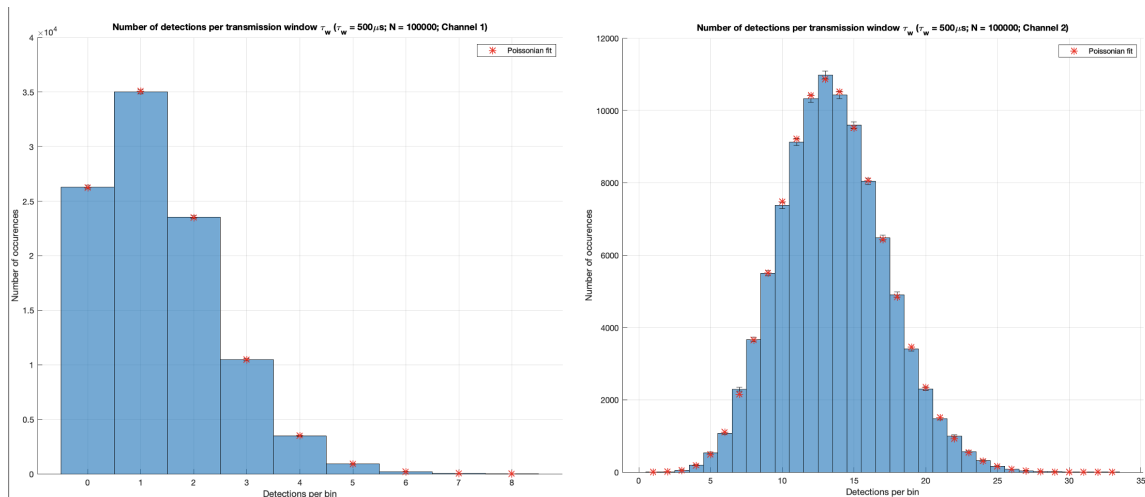 Number of detections per transmission window τw (τw = 500μs; N = 100000; Channel 1)
×10⁴
4
3.5
3
2.5
2
1.5
1
0.5
0
Number of occurences
0 1 2 3 4 5 6 7 8
Detections per bin
Poissonian fit
Number of detections per transmission window τw (τw = 500μs; N = 100000; Channel 2)
12000
10000
8000
6000
4000
2000
0
Number of occurences
0 5 10 15 20 25 30 35
Detections per bin
Poissonian fit